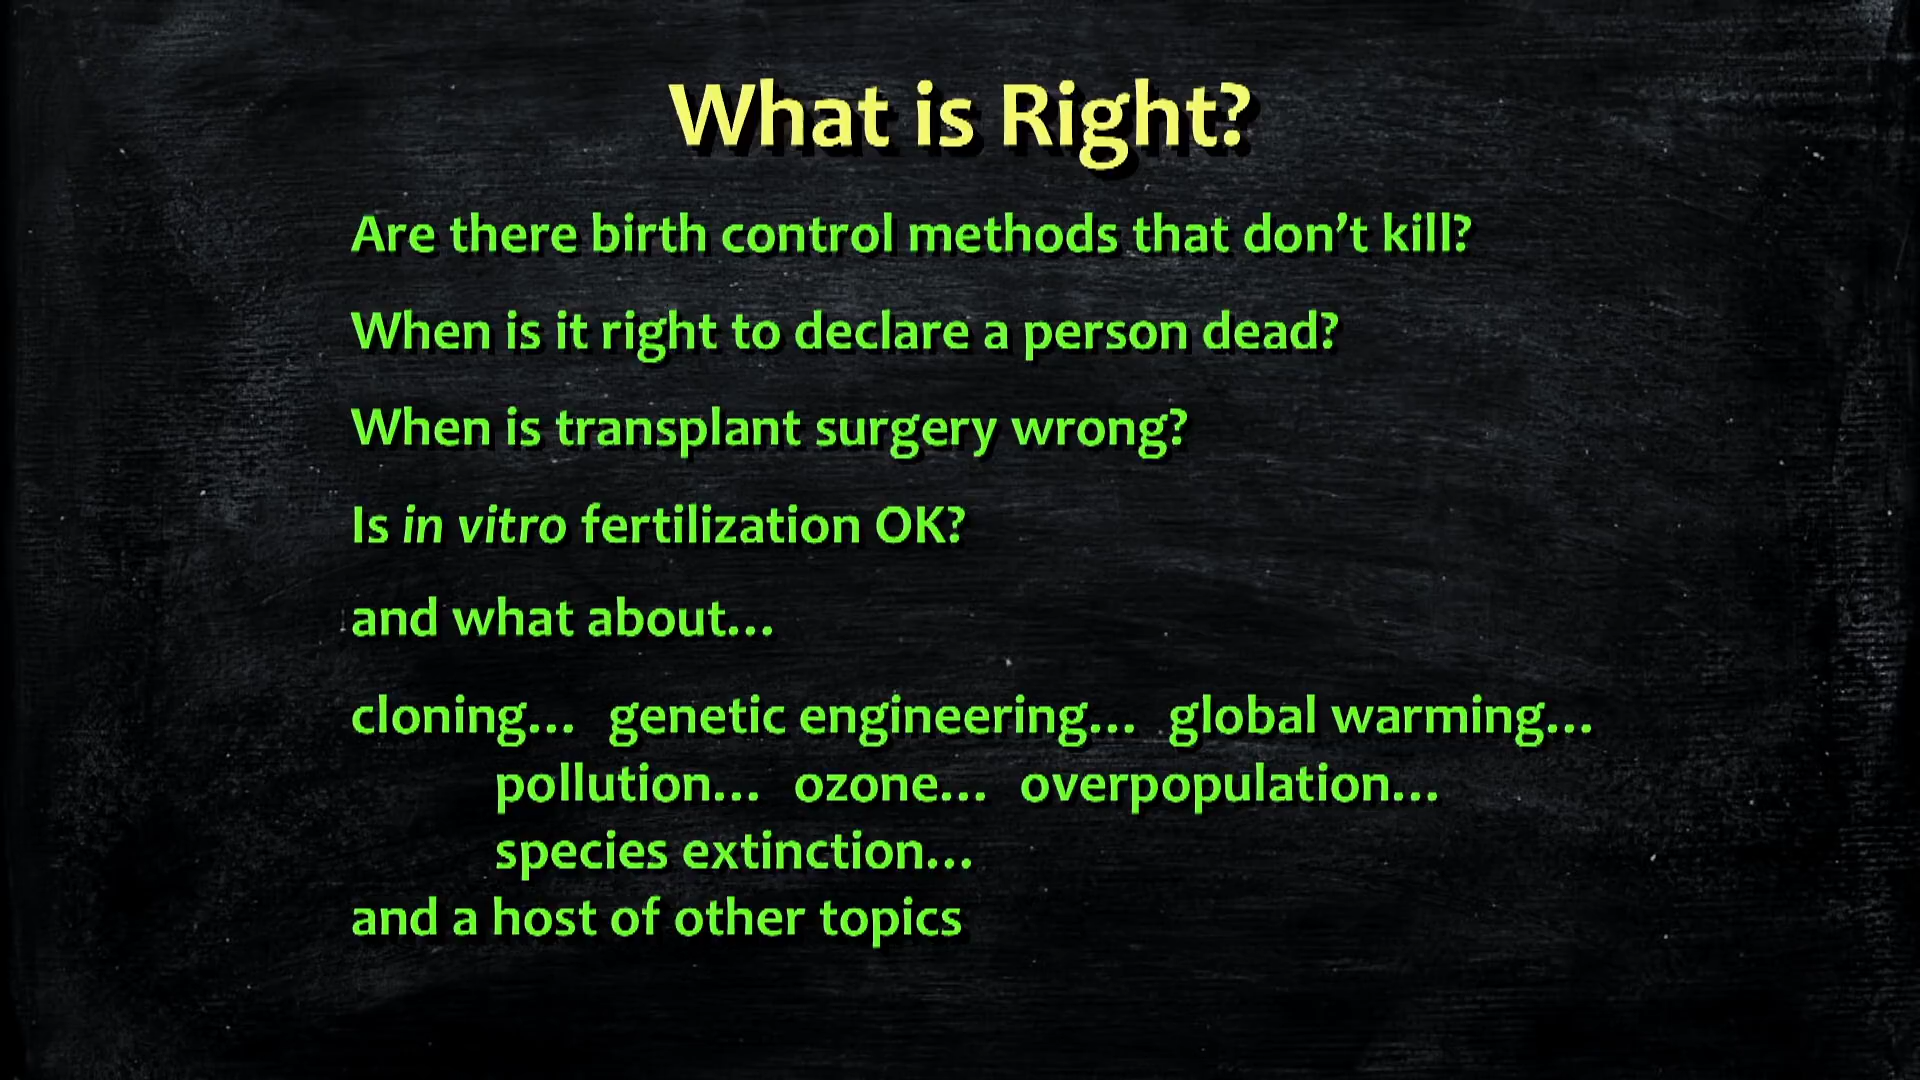 What is Right?
Are there birth control methods that don’t kill?
When is it right to declare a person dead?
When is transplant surgery wrong?
Is in vitro fertilization OK?
and what about…
cloning… genetic engineering… global warming…
pollution… ozone… overpopulation…
species extinction…
and a host of other topics